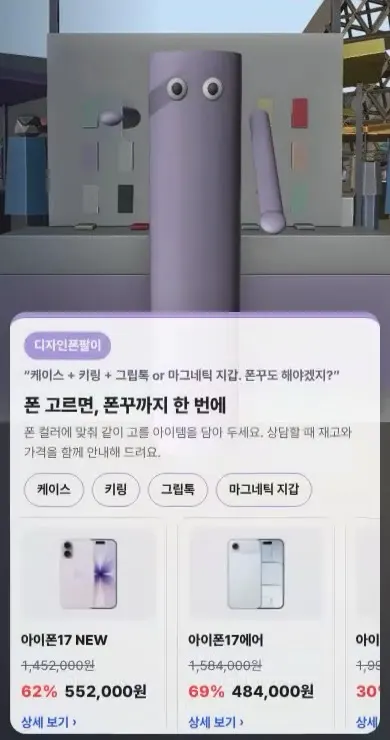 디자인폰팔이
“케이스 + 키링 + 그립톡 or 마그네틱 지갑. 폰꾸도 해야겠지?”
폰 고르면, 폰꾸까지 한 번에
폰 컬러에 맞춰 같이 고를 아이템을 담아 두세요. 상담할 때 재고와
가격을 함께 안내해 드려요.
케이스 키링 그립톡 마그네틱 지갑
아이폰17 NEW 아이폰17에어 아이
1,452,000원 1,584,000원 1,99
62% 552,000원 69% 484,000원 30
상세 보기 › 상세 보기 › 상세